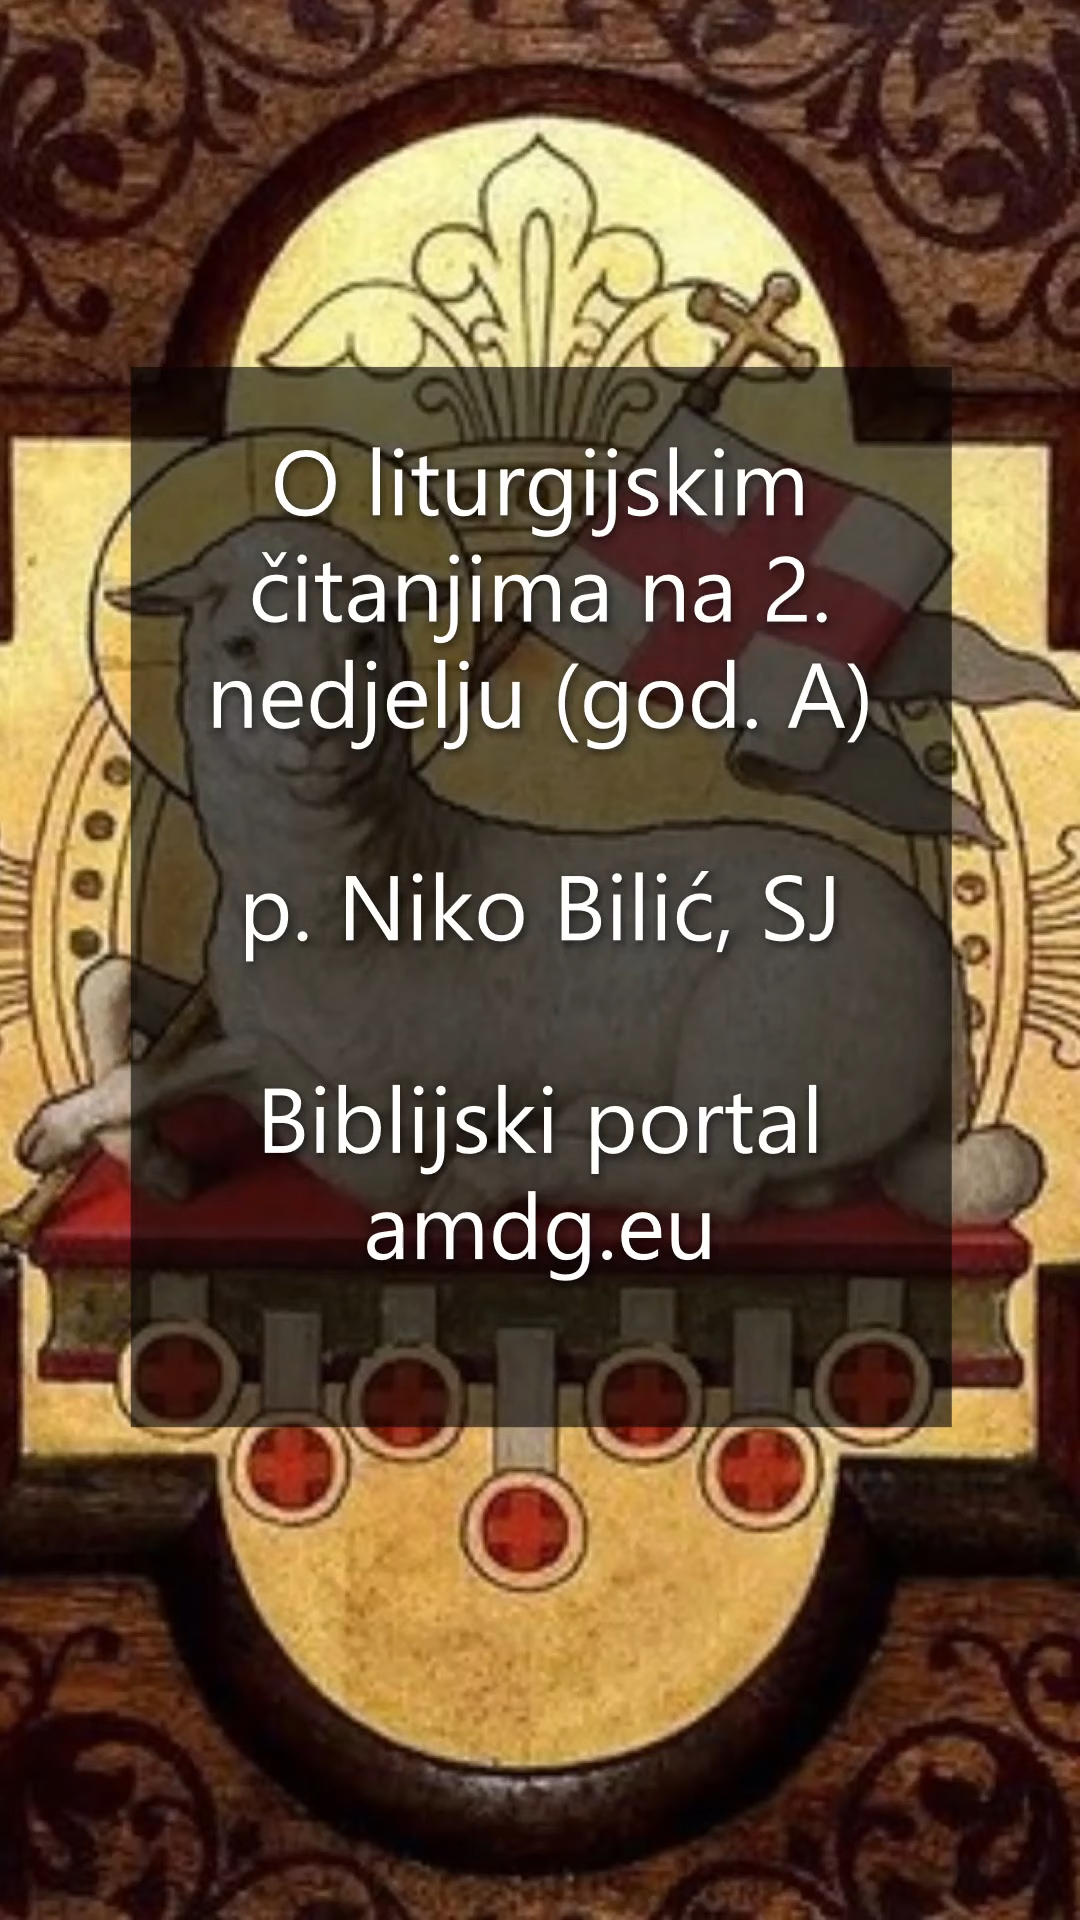 O liturgijskim
čitanjima na 2.
nedjelju (god. A)
p. Niko Bilić, SJ
Biblijski portal
amdg.eu